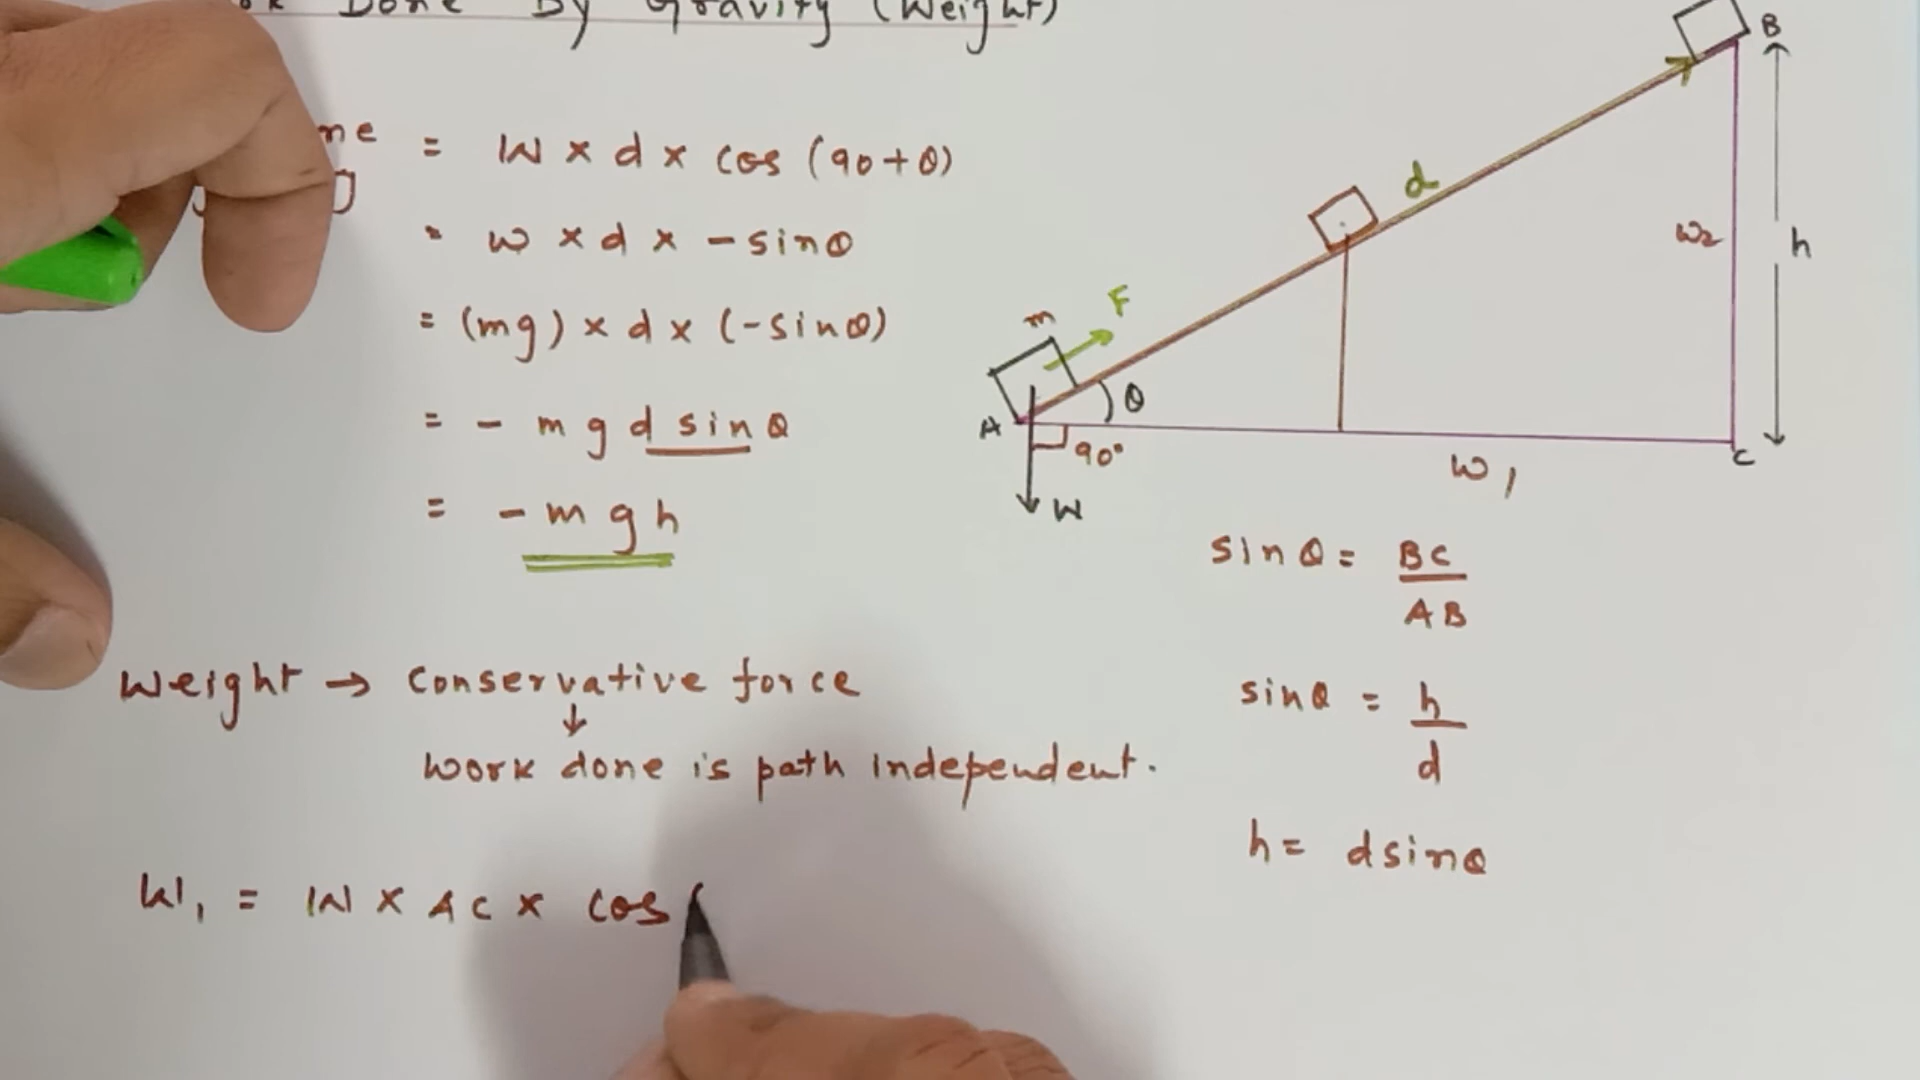 Done By Gravity (Weight)
= W × d × cos (90+θ)
= w × d × - sinθ
= (mg) × d × (-sinθ)
= - m g d sinθ
= - m g h
Weight → Conservative force
↓
Work done is path independent.
W₁ = W × AC × cos (
B
d
W₂
h
F
m
θ
A
90°
W
W₁
C
sinθ = BC
AB
sinθ = h
d
h = dsinθ